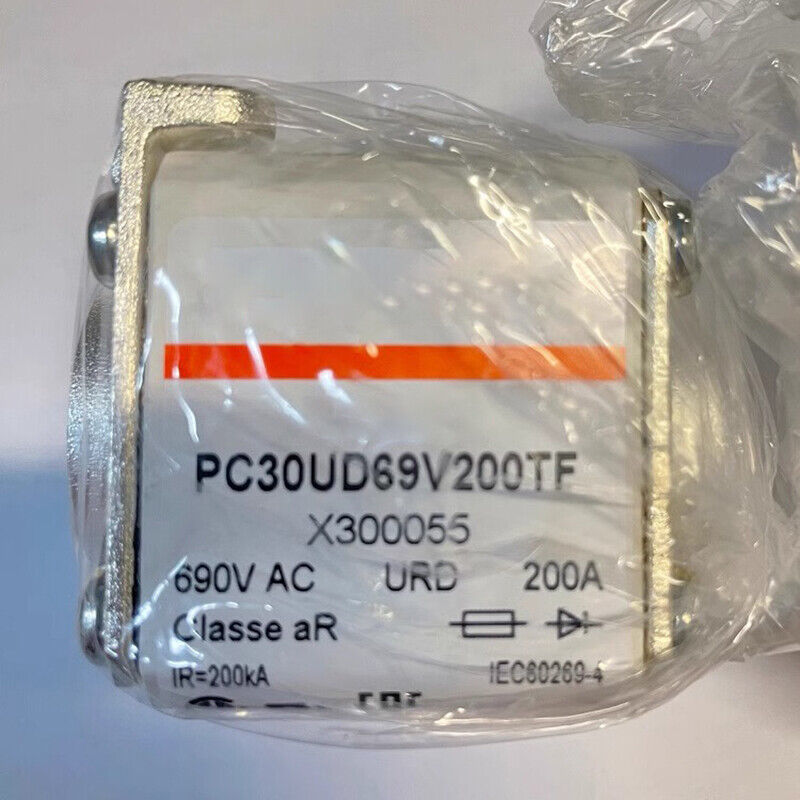 PC30UD69V200TF
X300055
690V AC URD 200A
Classe aR
IR=200kA IEC60269-4